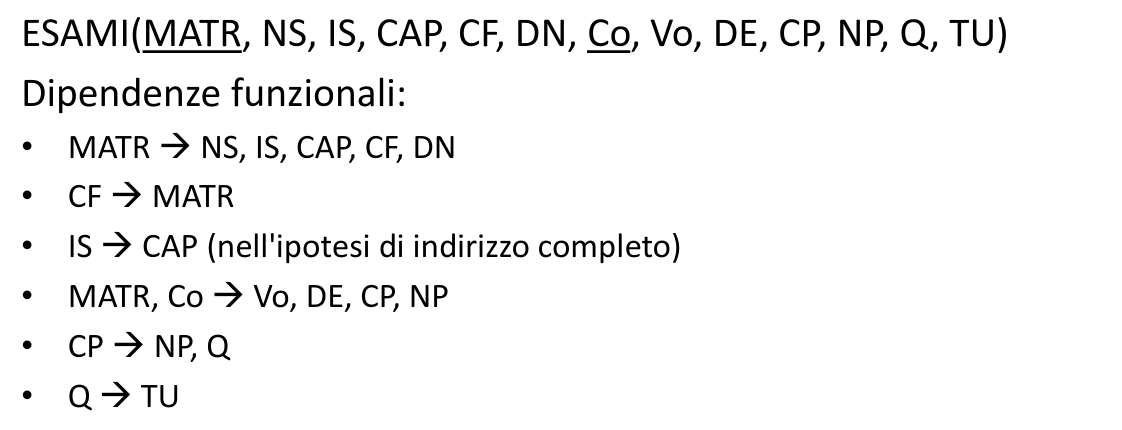 ESAMI(MATR, NS, IS, CAP, CF, DN, Co, Vo, DE, CP, NP, Q, TU)
Dipendenze funzionali:
• MATR → NS, IS, CAP, CF, DN
• CF → MATR
• IS → CAP (nell'ipotesi di indirizzo completo)
• MATR, Co → Vo, DE, CP, NP
• CP → NP, Q
• Q → TU